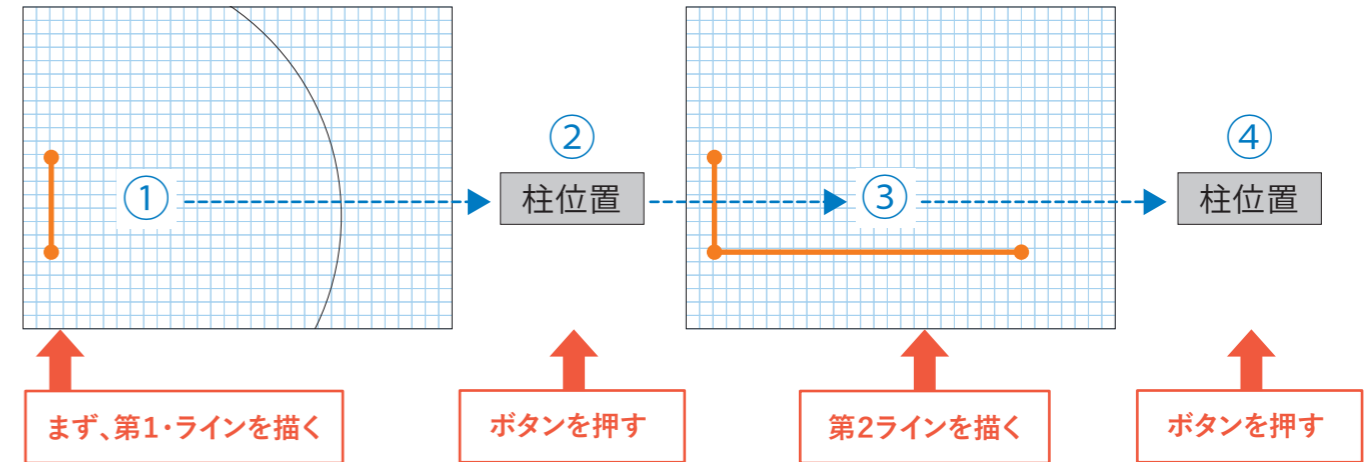 ①
②
柱位置
③
④
柱位置
まず、第1・ラインを描く
ボタンを押す
第2ラインを描く
ボタンを押す